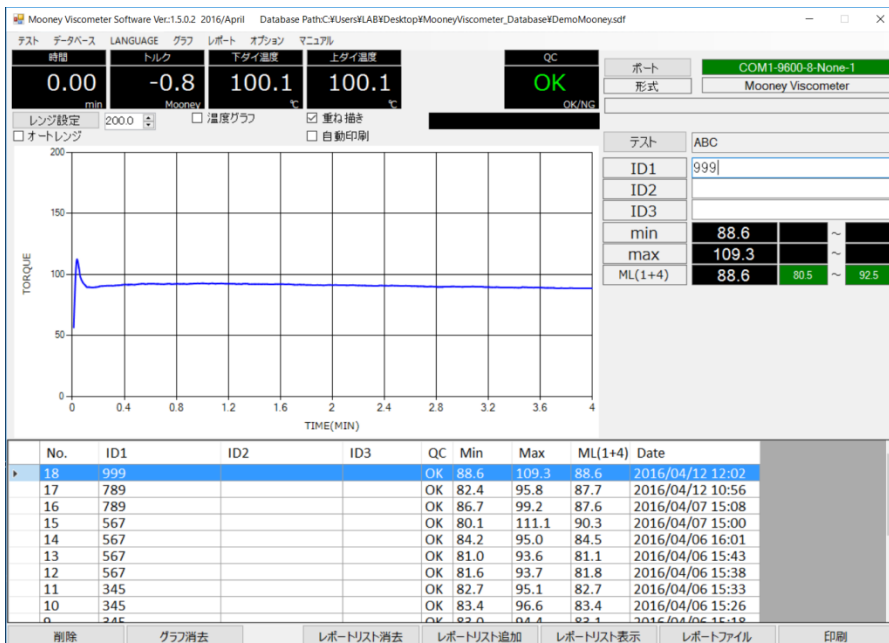 Mooney Viscometer Software Ver.:1.5.0.2 2016/April Database Path:C:¥Users¥LAB¥Desktop¥MooneyViscometer_Database¥DemoMooney.sdf
テスト データベース LANGUAGE グラフ レポート オプション マニュアル
時間 トルク 下ダイ温度 上ダイ温度 QC
0.00 -0.8 100.1 100.1 OK
min Mooney ℃ ℃ OK/NG
ポート COM1-9600-8-None-1
形式 Mooney Viscometer
レンジ設定 200.0 温度グラフ 重ね描き
オートレンジ 自動印刷
テスト ABC
ID1 999
ID2
ID3
min 88.6 ~
max 109.3 ~
ML(1+4) 88.6 80.5 ~ 92.5
200
150
100
50
0
TORQUE
0 0.4 0.8 1.2 1.6 2 2.4 2.8 3.2 3.6 4
TIME(MIN)
No. ID1 ID2 ID3 QC Min Max ML(1+4) Date
18 999 OK 88.6 109.3 88.6 2016/04/12 12:02
17 789 OK 82.4 95.8 87.7 2016/04/12 10:56
16 789 OK 86.7 99.2 87.6 2016/04/07 15:08
15 567 OK 80.1 111.1 90.3 2016/04/07 15:00
14 567 OK 84.2 95.0 84.5 2016/04/06 16:01
13 567 OK 81.0 93.6 81.1 2016/04/06 15:43
12 567 OK 81.6 93.7 81.8 2016/04/06 15:38
11 345 OK 82.7 95.1 82.7 2016/04/06 15:33
10 345 OK 83.4 96.6 83.4 2016/04/06 15:26
9 345 OK 83.0 94.4 83.1 2016/04/06 15:18
削除 グラフ消去 レポートリスト消去 レポートリスト追加 レポートリスト表示 レポートファイル 印刷